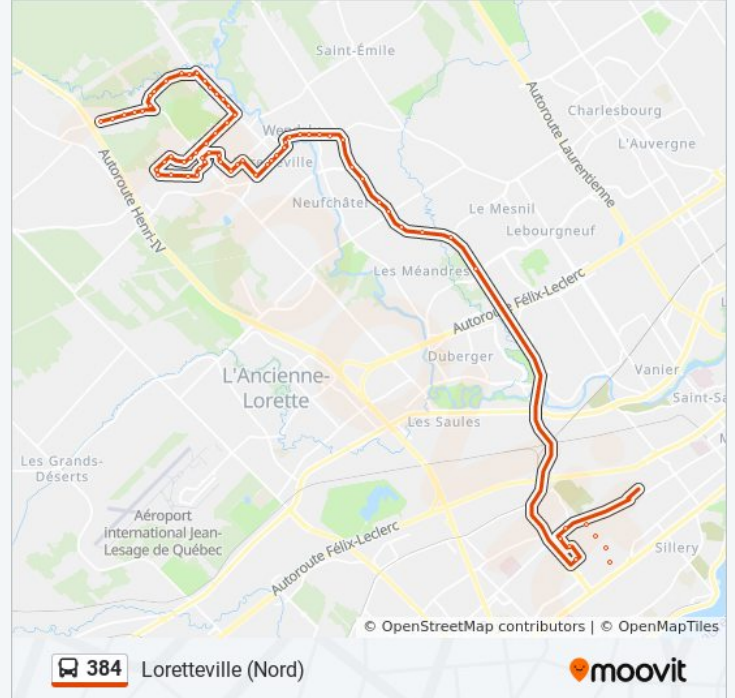 Saint-Émile
Charlesbourg
L'Auvergne
Autoroute Laurentienne
Autoroute Henri-IV
Neufchâtel
Le Mesnil
Lebourgneuf
Les Méandres
Autoroute Félix-Leclerc
Duberger
Vanier
L'Ancienne-
Lorette
Les Saules
Les Grands-
Déserts
Aéroport
international Jean-
Lesage de Québec
Autoroute Félix-Leclerc
Sillery
© OpenStreetMap contributors | © OpenMapTiles
384 Loretteville (Nord)
moovit